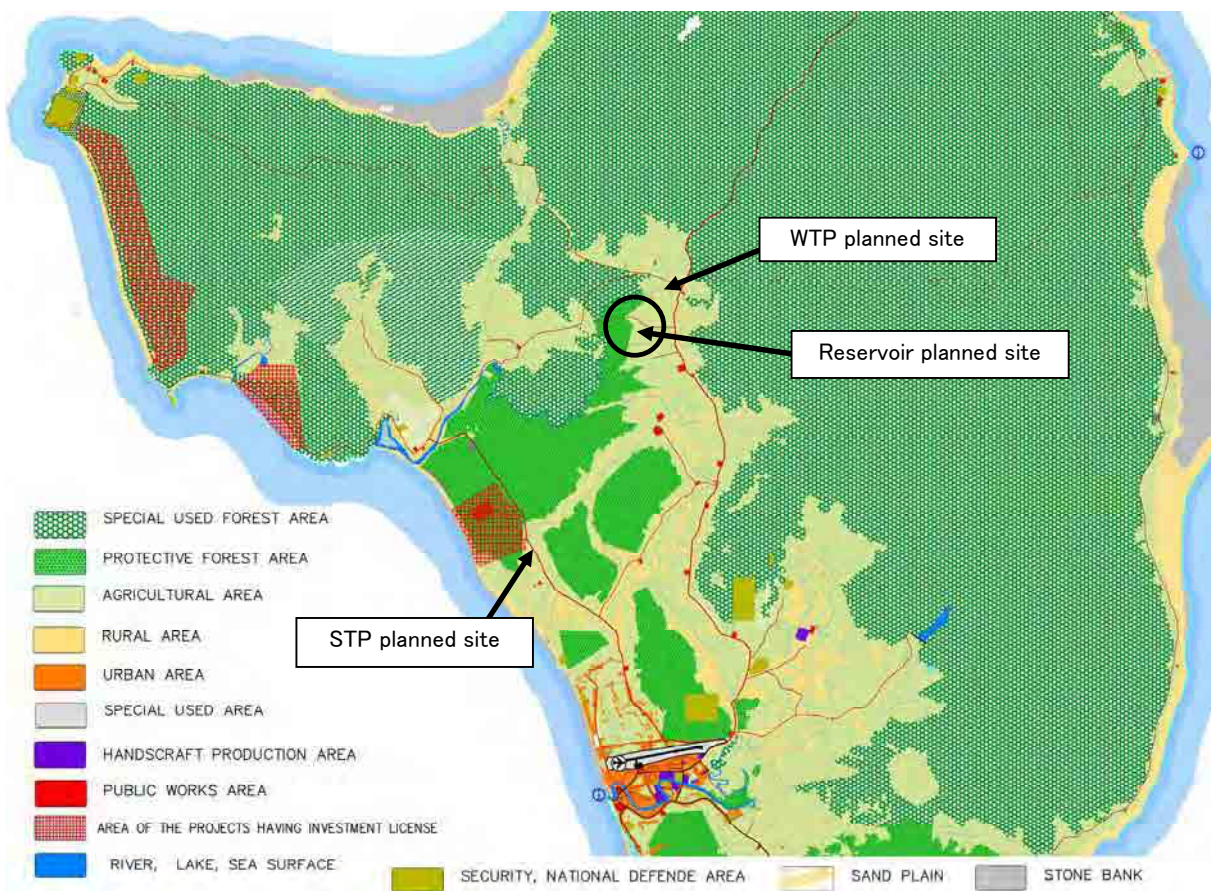 WTP planned site
Reservoir planned site
STP planned site
SPECIAL USED FOREST AREA
PROTECTIVE FOREST AREA
AGRICULTURAL AREA
RURAL AREA
URBAN AREA
SPECIAL USED AREA
HANDSCRAFT PRODUCTION AREA
PUBLIC WORKS AREA
AREA OF THE PROJECTS HAVING INVESTMENT LICENSE
RIVER, LAKE, SEA SURFACE
SECURITY, NATIONAL DEFENDE AREA
SAND PLAIN
STONE BANK